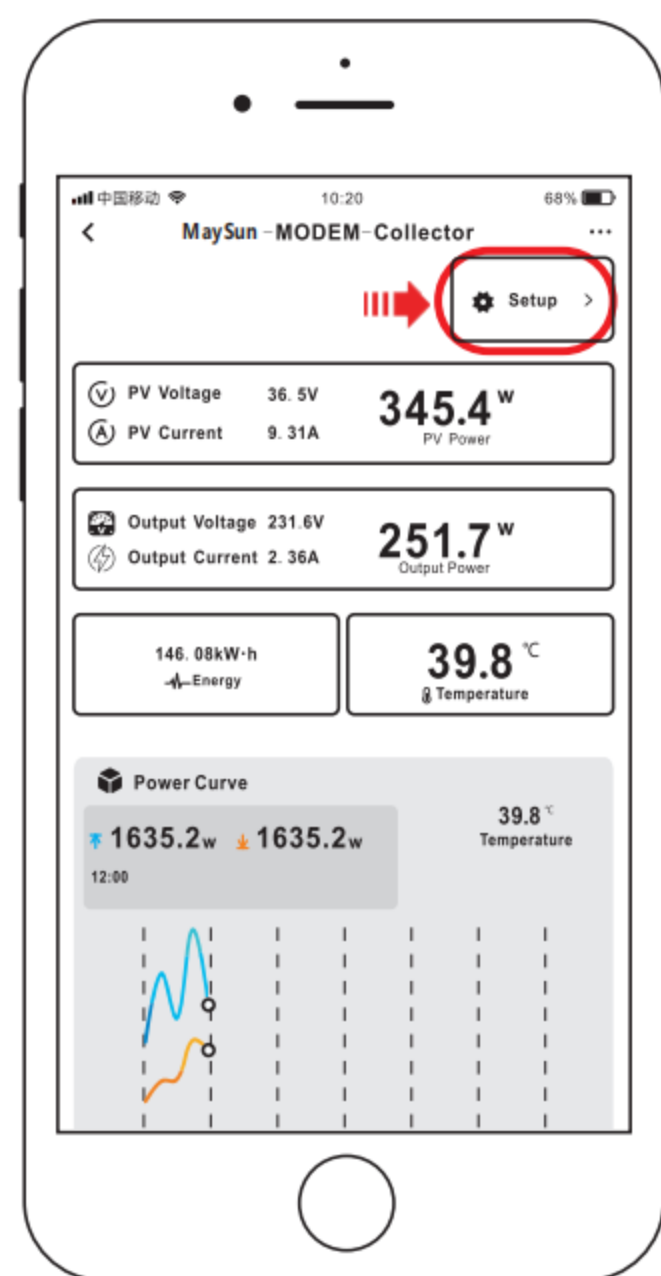 中国移动 10:20 68%
MaySun-MODEM-Collector ...
Setup >
PV Voltage 36. 5V
345.4 W
PV Current 9. 31A
PV Power
Output Voltage 231.6V
251.7 W
Output Current 2. 36A
Output Power
146. 08kW·h
Energy
39.8 ℃
Temperature
Power Curve
1635.2w 1635.2w
12:00
39.8 ℃
Temperature